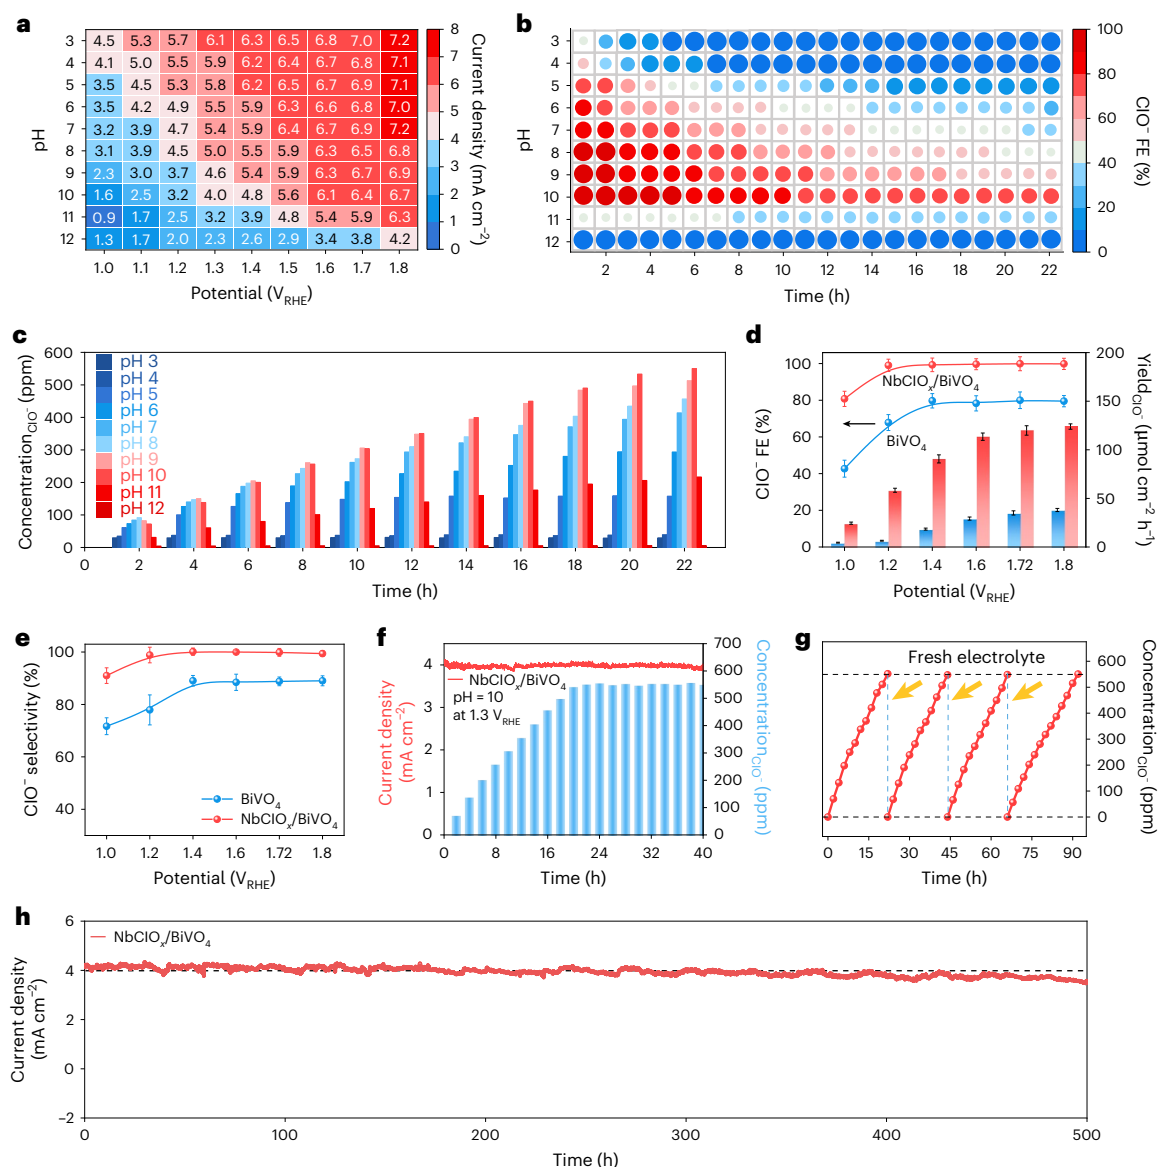 a
pH
3 4.5 5.3 5.7 6.1 6.3 6.5 6.8 7.0 7.2
4 4.1 5.0 5.5 5.9 6.2 6.4 6.7 6.8 7.1
5 3.5 4.5 5.3 5.8 6.2 6.5 6.7 6.9 7.1
6 3.5 4.2 4.9 5.5 5.9 6.3 6.6 6.8 7.0
7 3.2 3.9 4.7 5.4 5.9 6.4 6.7 6.9 7.2
8 3.1 3.9 4.5 5.0 5.5 5.9 6.3 6.5 6.8
9 2.3 3.0 3.7 4.6 5.4 5.9 6.3 6.7 6.9
10 1.6 2.5 3.2 4.0 4.8 5.6 6.1 6.4 6.7
11 0.9 1.7 2.5 3.2 3.9 4.8 5.4 5.9 6.3
12 1.3 1.7 2.0 2.3 2.6 2.9 3.4 3.8 4.2
1.0 1.1 1.2 1.3 1.4 1.5 1.6 1.7 1.8
Potential (V_RHE)
8
7
6
5
4
3
2
1
0
Current density (mA cm⁻²)
b
pH
3
4
5
6
7
8
9
10
11
12
2 4 6 8 10 12 14 16 18 20 22
Time (h)
100
80
60
40
20
0
ClO⁻ FE (%)
c
Concentration_ClO⁻ (ppm)
600
500
400
300
200
100
0
pH 3
pH 4
pH 5
pH 6
pH 7
pH 8
pH 9
pH 10
pH 11
pH 12
0 2 4 6 8 10 12 14 16 18 20 22
Time (h)
d
ClO⁻ FE (%)
100
80
60
40
20
0
NbClOₓ/BiVO₄
BiVO₄
200
150
100
50
0
Yield_ClO⁻
(μmol cm⁻² h⁻¹)
1.0 1.2 1.4 1.6 1.72 1.8
Potential (V_RHE)
e
ClO⁻ selectivity (%)
100
80
60
40
BiVO₄
NbClOₓ/BiVO₄
1.0 1.2 1.4 1.6 1.72 1.8
Potential (V_RHE)
f
Current density
(mA cm⁻²)
4
3
2
1
0
NbClOₓ/BiVO₄
pH = 10
at 1.3 V_RHE
700
600
500
400
300
200
100
0
Concentration_ClO⁻
(ppm)
0 8 16 24 32 40
Time (h)
g
Fresh electrolyte
600
500
400
300
200
100
0
Concentration_ClO⁻
(ppm)
0 15 30 45 60 75 90
Time (h)
h
Current density
(mA cm⁻²)
6
4
2
0
−2
NbClOₓ/BiVO₄
0 100 200 300 400 500
Time (h)